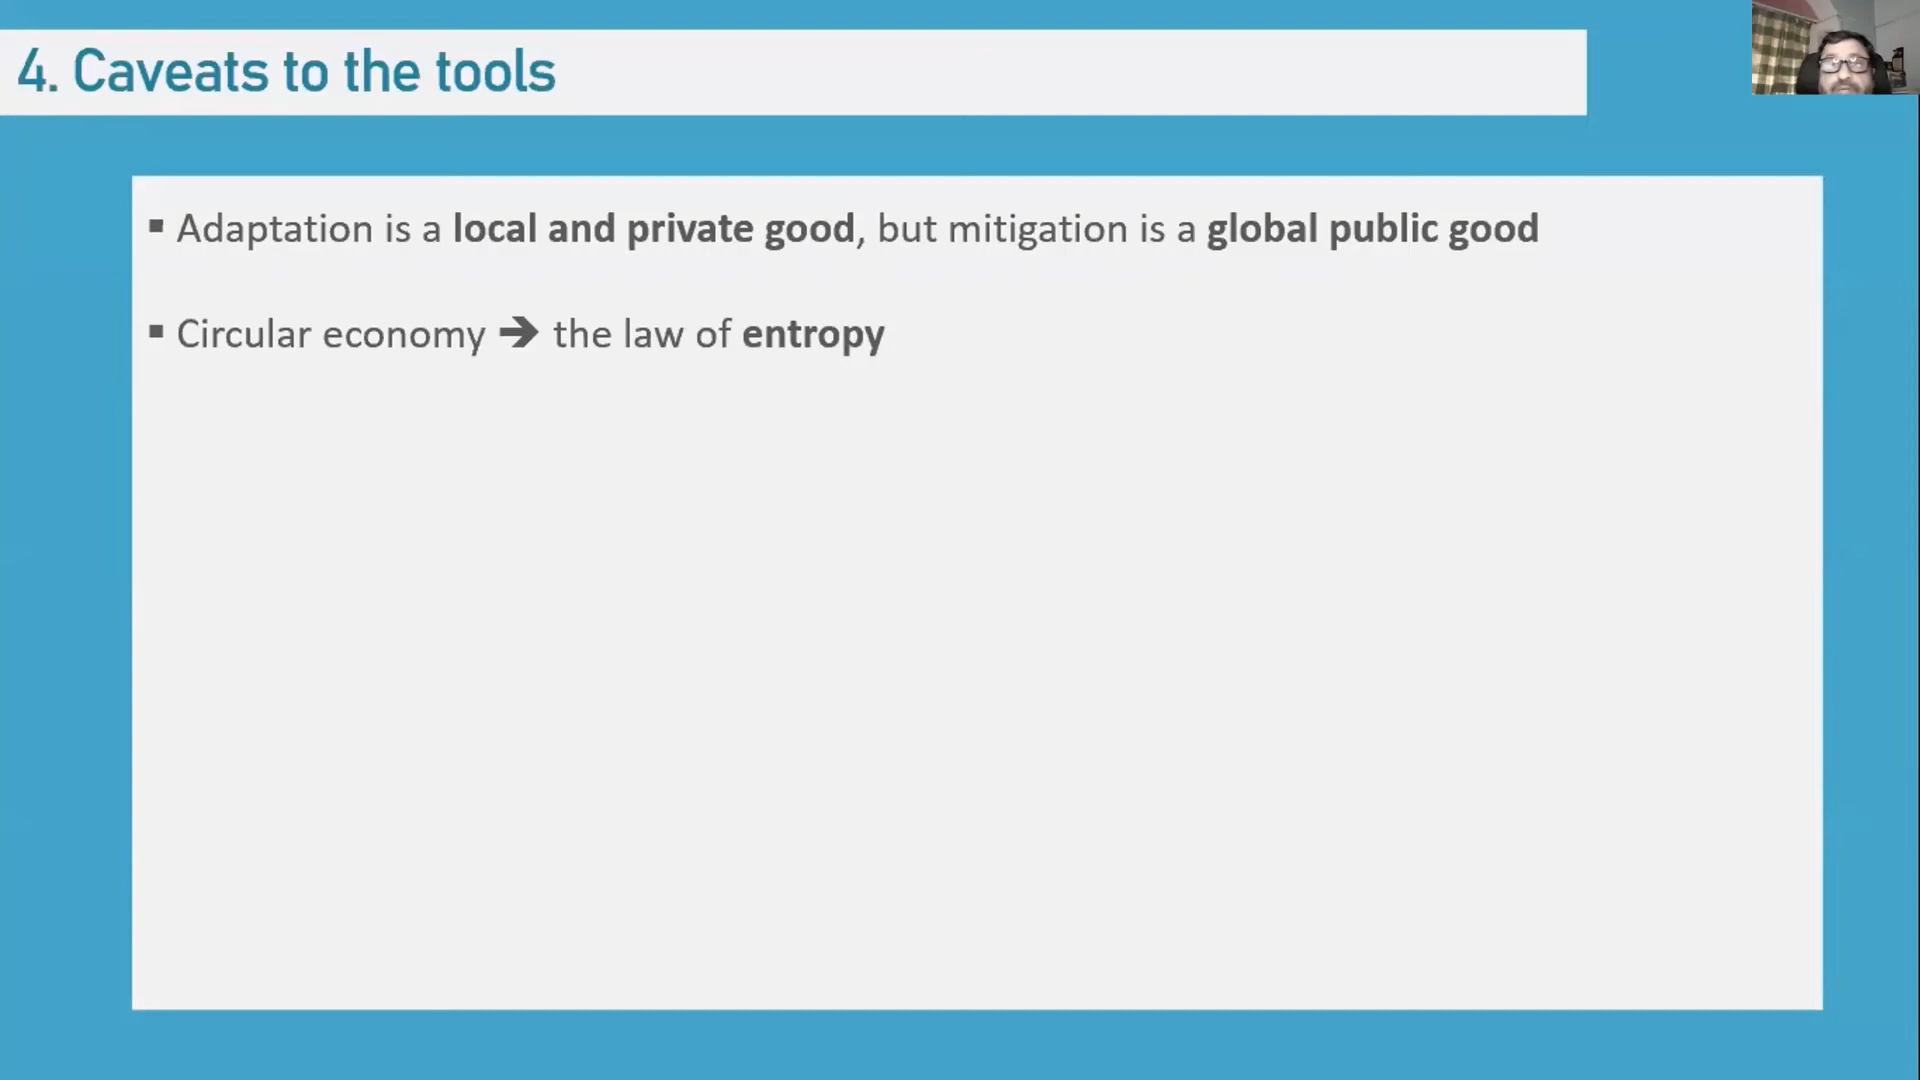 4. Caveats to the tools
▪ Adaptation is a local and private good, but mitigation is a global public good
▪ Circular economy ➔ the law of entropy